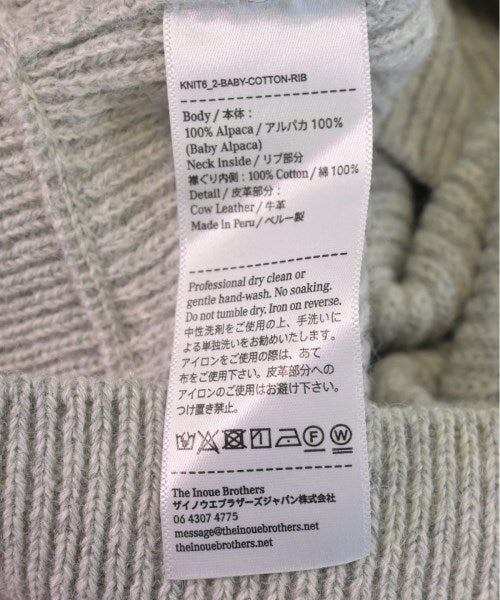 KNIT6_2-BABY-COTTON-RIB
Body / 本体 :
100% Alpaca / アルパカ 100%
(Baby Alpaca)
Neck inside / リブ部分
襟ぐり内側 : 100% Cotton / 綿 100%
Detail / 皮革部分 :
Cow Leather / 牛革
Made in Peru / ペルー製
Professional dry clean or
gentle hand-wash. No soaking.
Do not tumble dry. Iron on reverse.
中性洗剤をご使用の上、手洗いに
よる単独洗いをお勧めいたします。
アイロンをご使用の際は、あて
布をご使用下さい。皮革部分への
アイロンのご使用はお避け下さい。
つけ置き禁止。
F W
The Inoue Brothers
ザイノウエブラザーズジャパン株式会社
06 4307 4775
message@theinouebrothers.net
theinouebrothers.net